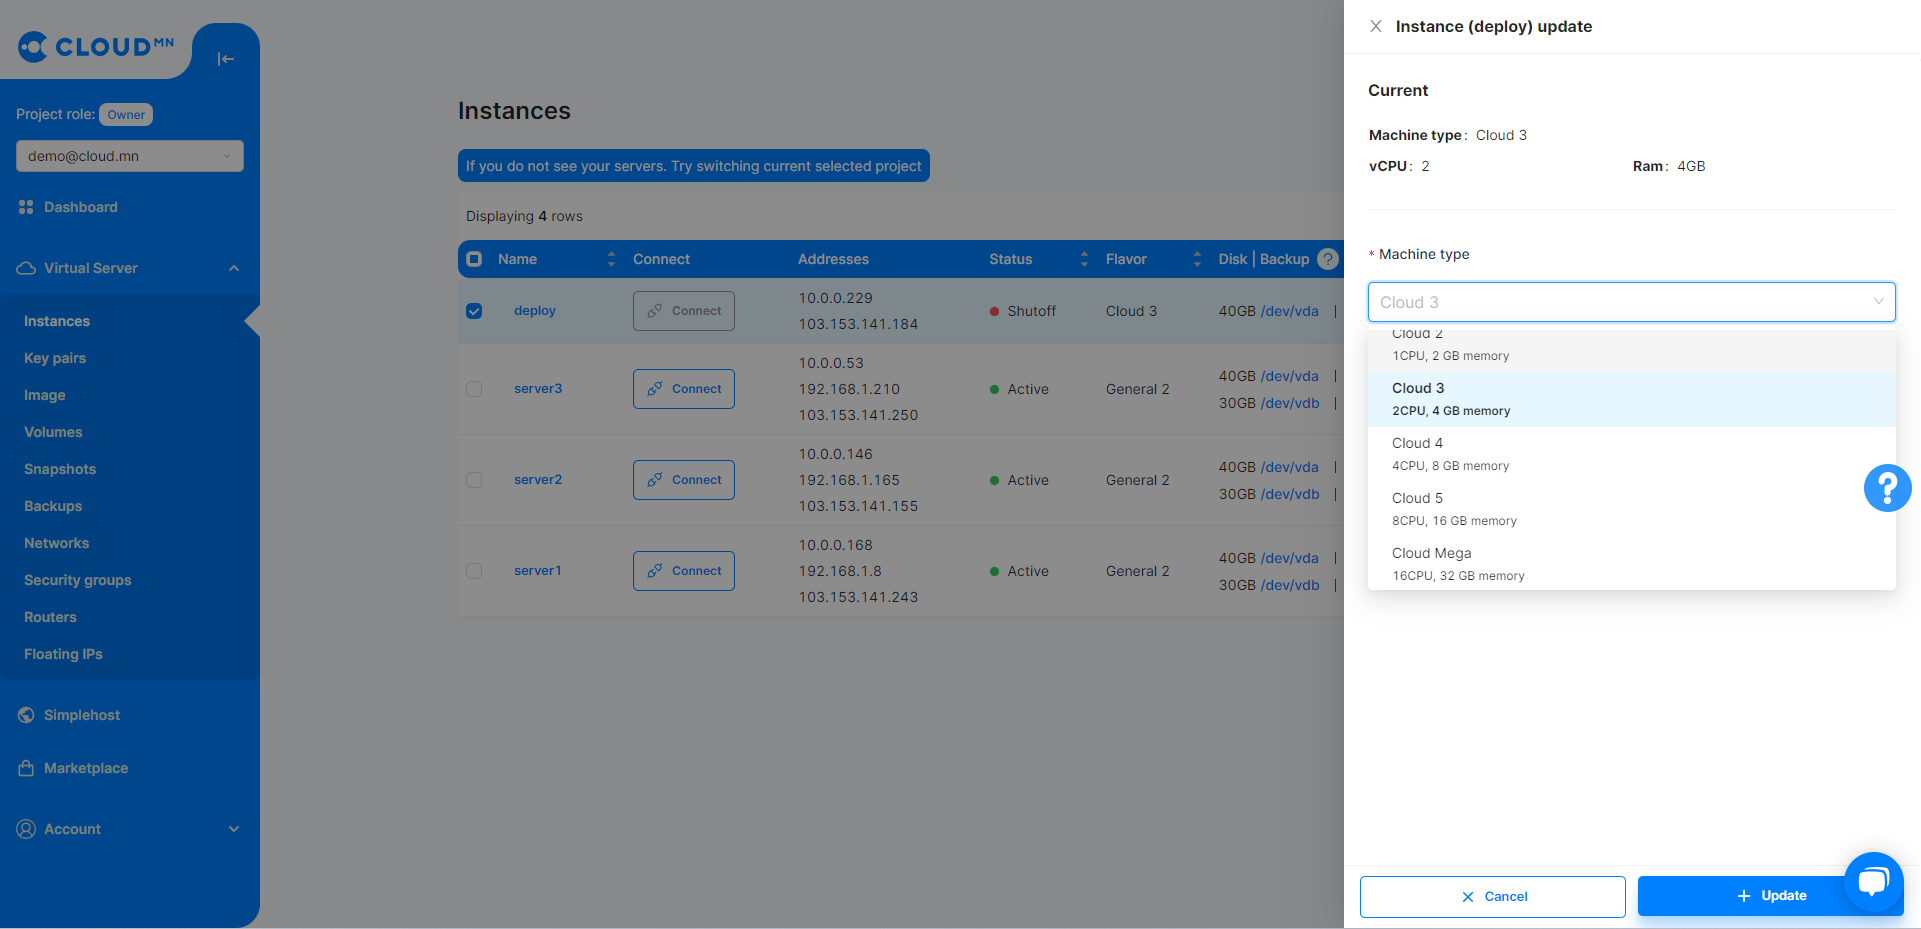 CLOUD MN
Project role: Owner
demo@cloud.mn
Dashboard
Virtual Server
Instances
Key pairs
Image
Volumes
Snapshots
Backups
Networks
Security groups
Routers
Floating IPs
Simplehost
Marketplace
Account
Instances
If you do not see your servers. Try switching current selected project
Displaying 4 rows
Name Connect Addresses Status Flavor Disk | Backup ?
deploy Connect 10.0.0.229 Shutoff Cloud 3 40GB /dev/vda |
103.153.141.184
server3 Connect 10.0.0.53 Active General 2 40GB /dev/vda |
192.168.1.210 30GB /dev/vdb |
103.153.141.250
server2 Connect 10.0.0.146 Active General 2 40GB /dev/vda |
192.168.1.165 30GB /dev/vdb |
103.153.141.155
server1 Connect 10.0.0.168 Active General 2 40GB /dev/vda |
192.168.1.8 30GB /dev/vdb |
103.153.141.243
Instance (deploy) update
Current
Machine type : Cloud 3
vCPU : 2 Ram : 4GB
* Machine type
Cloud 3
Cloud 2
1CPU, 2 GB memory
Cloud 3
2CPU, 4 GB memory
Cloud 4
4CPU, 8 GB memory
Cloud 5
8CPU, 16 GB memory
Cloud Mega
16CPU, 32 GB memory
?
Cancel
+ Update